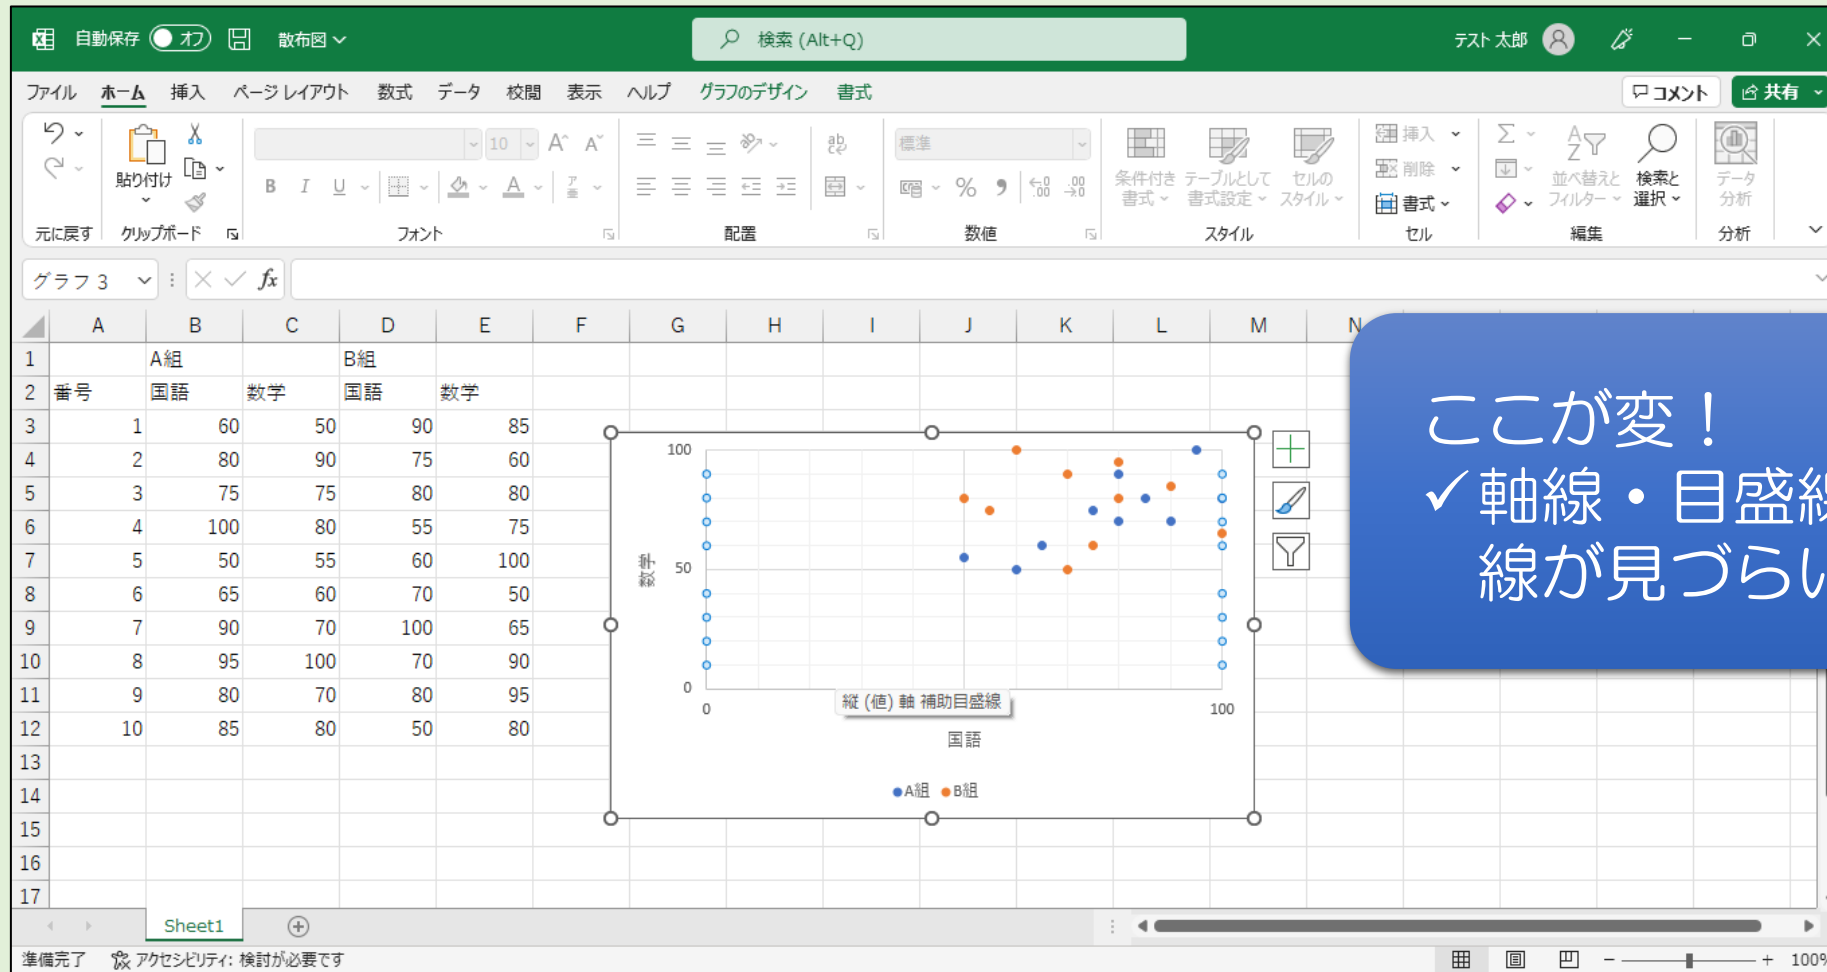 自動保存 オフ 散布図 検索 (Alt+Q) テスト 太郎
ファイル ホーム 挿入 ページ レイアウト 数式 データ 校閲 表示 ヘルプ グラフのデザイン 書式 コメント 共有
貼り付け
10 A^ Aˇ
B I U A
ab
標準
% 9 .00
条件付き書式 テーブルとして書式設定 セルのスタイル
挿入
削除
書式
並べ替えとフィルター 検索と選択
データ分析
元に戻す クリップボード フォント 配置 数値 スタイル セル 編集 分析
グラフ 3 fx
A B C D E F G H I J K L M N
1 A組 B組
2 番号 国語 数学 国語 数学
3 1 60 50 90 85
4 2 80 90 75 60
5 3 75 75 80 80
6 4 100 80 55 75
7 5 50 55 60 100
8 6 65 60 70 50
9 7 90 70 100 65
10 8 95 100 70 90
11 9 80 70 80 95
12 10 85 80 50 80
13
14
15
16
17
100
50
0
数学
0 100
縦 (値) 軸 補助目盛線
国語
A組 B組
ここが変！
✓軸線・目盛線
線が見づらい
Sheet1
準備完了 アクセシビリティ: 検討が必要です 100%